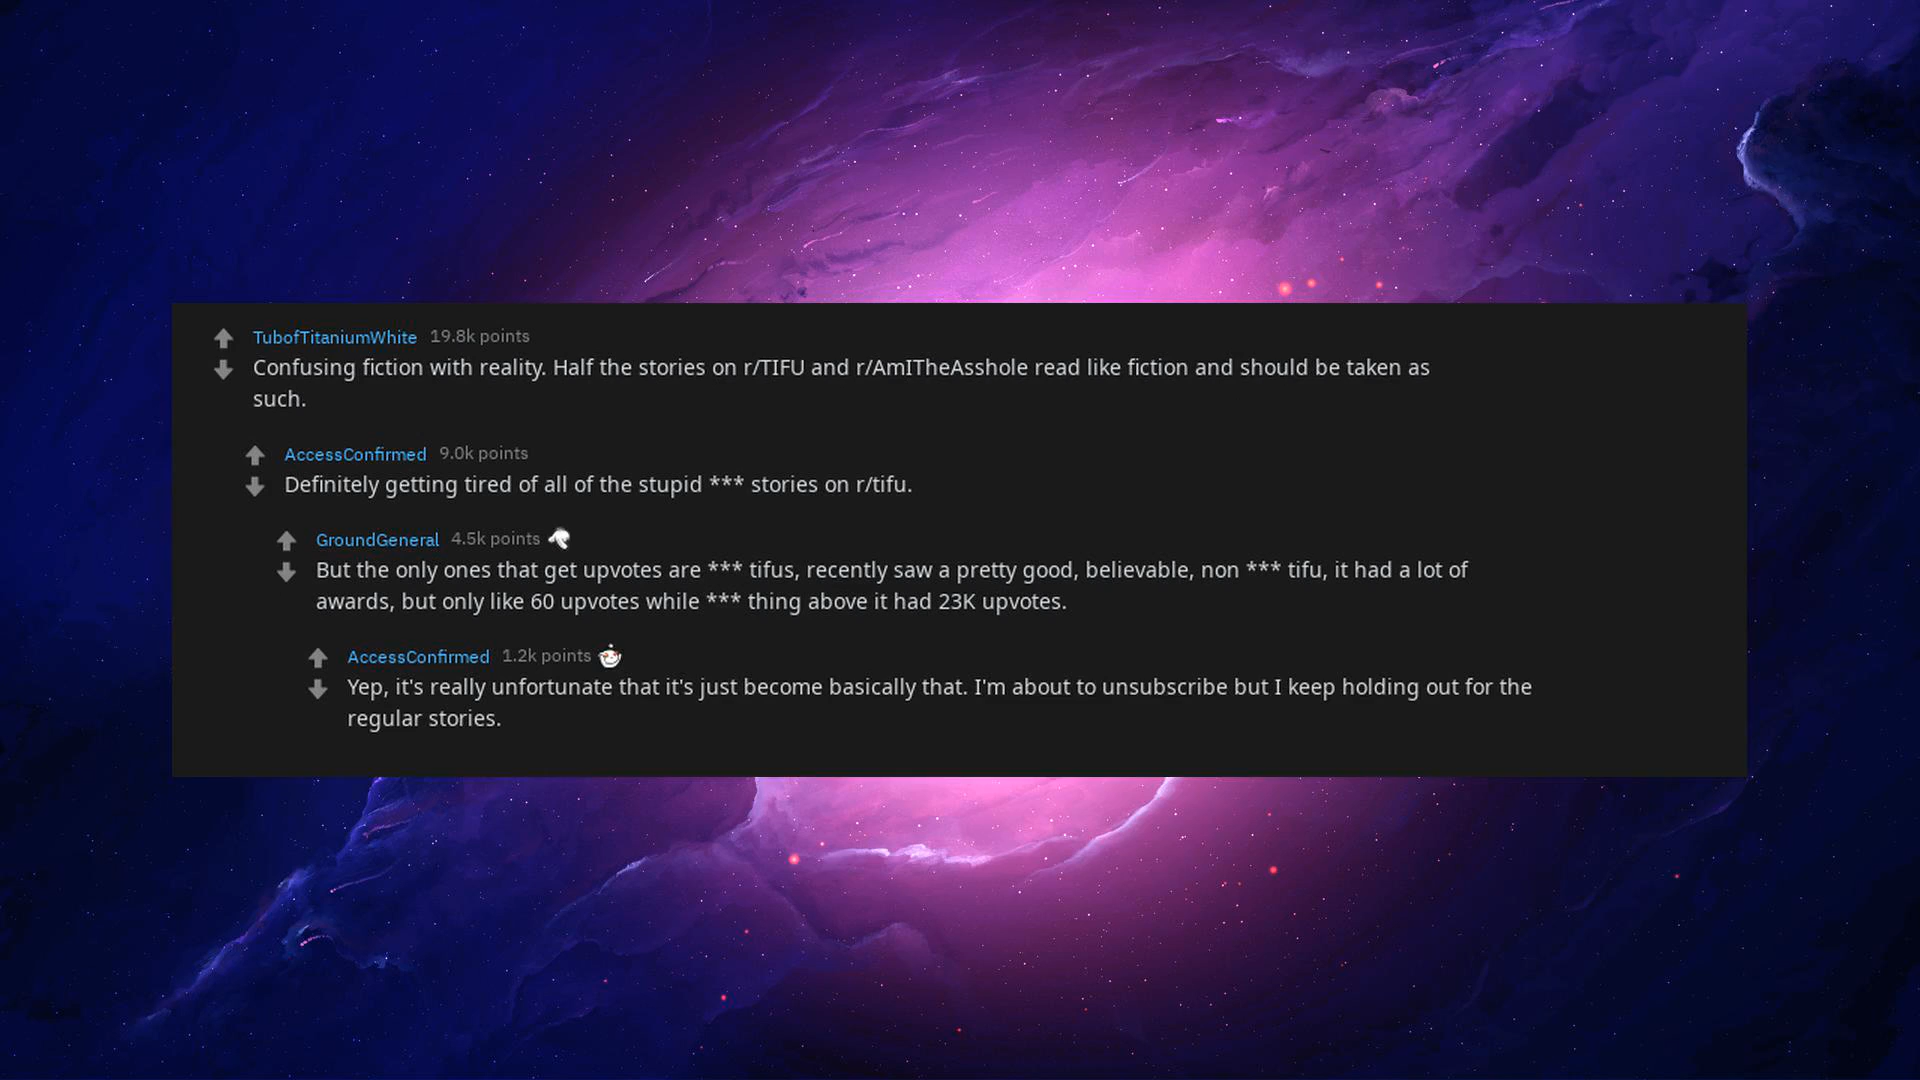 TubofTitaniumWhite 19.8k points
Confusing fiction with reality. Half the stories on r/TIFU and r/AmITheAsshole read like fiction and should be taken as
such.
AccessConfirmed 9.0k points
Definitely getting tired of all of the stupid *** stories on r/tifu.
GroundGeneral 4.5k points
But the only ones that get upvotes are *** tifus, recently saw a pretty good, believable, non *** tifu, it had a lot of
awards, but only like 60 upvotes while *** thing above it had 23K upvotes.
AccessConfirmed 1.2k points
Yep, it's really unfortunate that it's just become basically that. I'm about to unsubscribe but I keep holding out for the
regular stories.